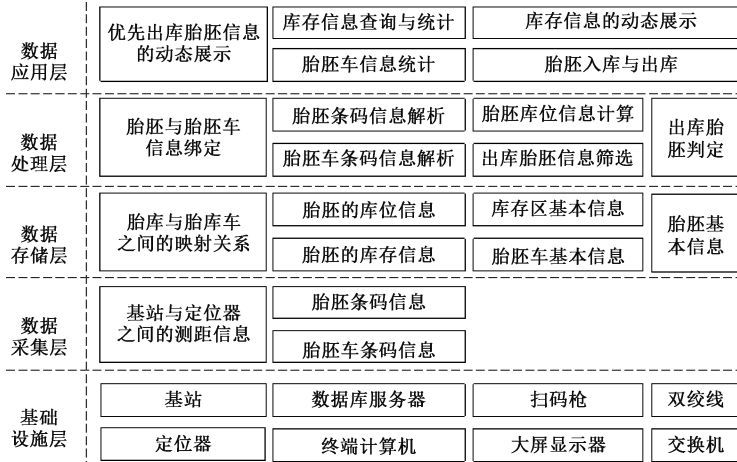 数据
应用层
优先出库胎胚信息
的动态展示
库存信息查询与统计
库存信息的动态展示
胎胚车信息统计
胎胚入库与出库
数据
处理层
胎胚与胎胚车
信息绑定
胎胚条码信息解析
胎胚库位信息计算
出库胎
胚判定
胎胚车条码信息解析
出库胎胚信息筛选
数据
存储层
胎库与胎库车
之间的映射关系
胎胚的库位信息
库存区基本信息
胎胚基
本信息
胎胚的库存信息
胎胚车基本信息
数据
采集层
基站与定位器
之间的测距信息
胎胚条码信息
胎胚车条码信息
基础
设施层
基站
数据库服务器
扫码枪
双绞线
定位器
终端计算机
大屏显示器
交换机